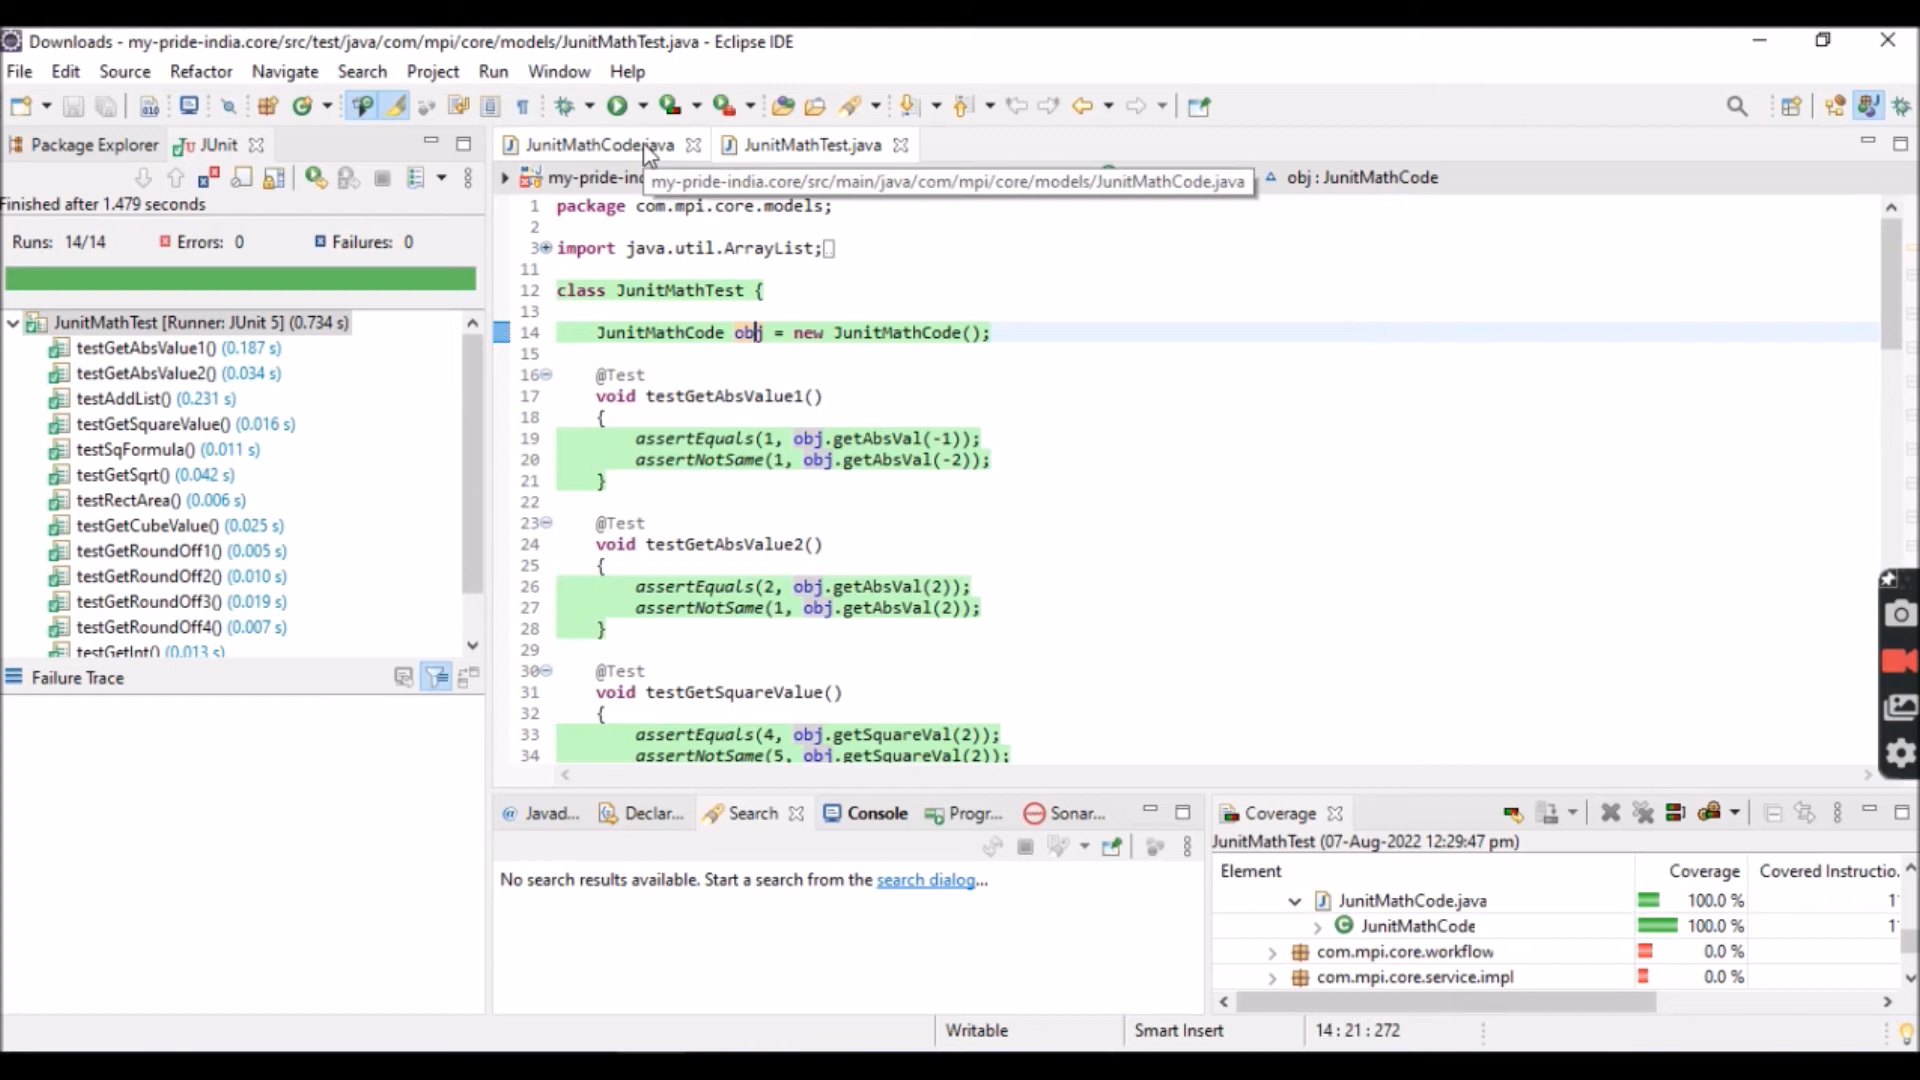 Downloads - my-pride-india.core/src/test/java/com/mpi/core/models/JunitMathTest.java - Eclipse IDE
File Edit Source Refactor Navigate Search Project Run Window Help
Package Explorer JUnit
Finished after 1.479 seconds
Runs: 14/14 Errors: 0 Failures: 0
JunitMathTest [Runner: JUnit 5] (0.734 s)
testGetAbsValue1() (0.187 s)
testGetAbsValue2() (0.034 s)
testAddList() (0.231 s)
testGetSquareValue() (0.016 s)
testSqFormula() (0.011 s)
testGetSqrt() (0.042 s)
testRectArea() (0.006 s)
testGetCubeValue() (0.025 s)
testGetRoundOff1() (0.005 s)
testGetRoundOff2() (0.010 s)
testGetRoundOff3() (0.019 s)
testGetRoundOff4() (0.007 s)
testGetInt() (0.013 s)
Failure Trace
JunitMathCode.java JunitMathTest.java
my-pride-in
my-pride-india.core/src/main/java/com/mpi/core/models/JunitMathCode.java
obj : JunitMathCode
1 package com.mpi.core.models;
2
3 import java.util.ArrayList;
11
12 class JunitMathTest {
13
14 JunitMathCode obj = new JunitMathCode();
15
16 @Test
17 void testGetAbsValue1()
18 {
19 assertEquals(1, obj.getAbsVal(-1));
20 assertNotSame(1, obj.getAbsVal(-2));
21 }
22
23 @Test
24 void testGetAbsValue2()
25 {
26 assertEquals(2, obj.getAbsVal(2));
27 assertNotSame(1, obj.getAbsVal(2));
28 }
29
30 @Test
31 void testGetSquareValue()
32 {
33 assertEquals(4, obj.getSquareVal(2));
34 assertNotSame(5, obj.getSquareVal(2));
@ Javad... Declar... Search Console Progr... Sonar...
No search results available. Start a search from the search dialog...
Coverage
JunitMathTest (07-Aug-2022 12:29:47 pm)
Element Coverage Covered Instructio.
JunitMathCode.java 100.0 % 1
JunitMathCode 100.0 % 1
com.mpi.core.workflow 0.0 %
com.mpi.core.service.impl 0.0 %
Writable Smart Insert 14 : 21 : 272